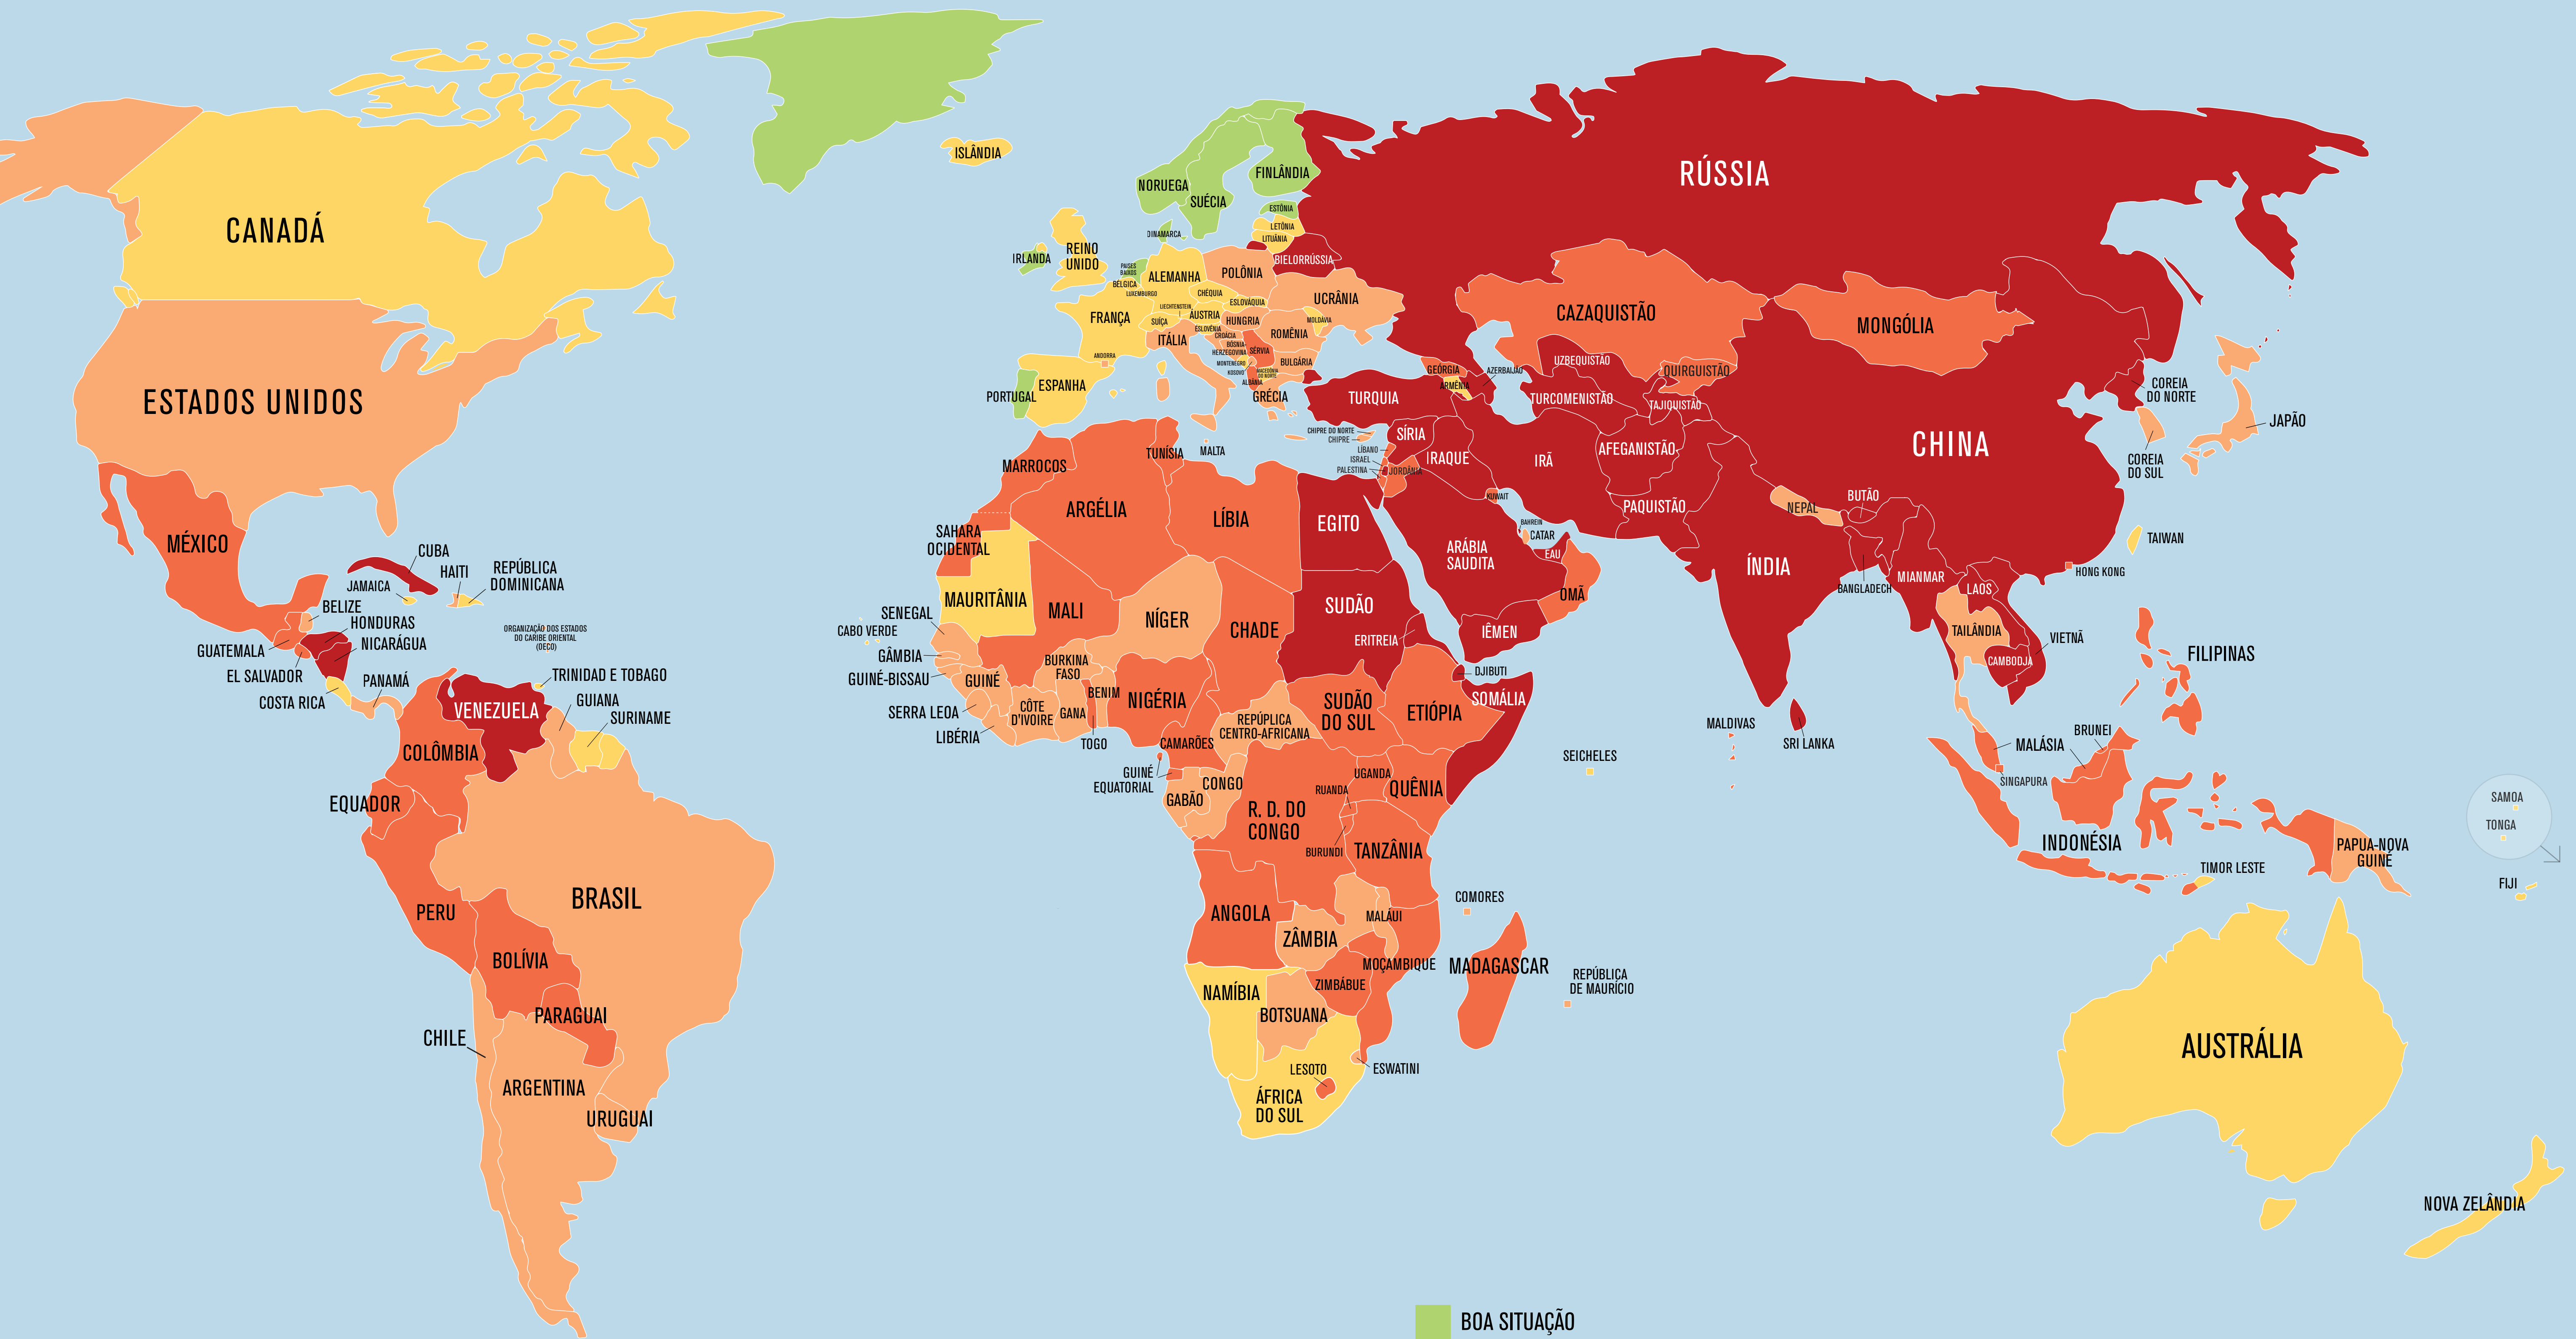 CANADÁ
ESTADOS UNIDOS
MÉXICO
CUBA
HAITI
REPÚBLICA
DOMINICANA
JAMAICA
BELIZE
HONDURAS
NICARÁGUA
GUATEMALA
EL SALVADOR
COSTA RICA
PANAMÁ
ORGANIZAÇÃO DOS ESTADOS
DO CARIBE ORIENTAL
(OECO)
TRINIDAD E TOBAGO
GUIANA
SURINAME
VENEZUELA
COLÔMBIA
EQUADOR
PERU
BRASIL
BOLÍVIA
PARAGUAI
CHILE
ARGENTINA
URUGUAI
ISLÂNDIA
NORUEGA
SUÉCIA
FINLÂNDIA
ESTÔNIA
LETÔNIA
LITUÂNIA
DINAMARCA
IRLANDA
REINO
UNIDO
PAÍSES
BAIXOS
BÉLGICA
LUXEMBURGO
ALEMANHA
POLÔNIA
BIELORRÚSSIA
UCRÂNIA
CHÉQUIA
ESLOVÁQUIA
LIECHTENSTEIN
ÁUSTRIA
SUÍÇA
FRANÇA
HUNGRIA
MOLDÁVIA
ESLOVÊNIA
CROÁCIA
ROMÊNIA
ITÁLIA
BÓSNIA-
HERZEGOVINA
SÉRVIA
MONTENEGRO
KOSOVO
BULGÁRIA
MACEDÔNIA
DO NORTE
ALBÂNIA
GRÉCIA
ANDORRA
ESPANHA
PORTUGAL
MALTA
RÚSSIA
CAZAQUISTÃO
MONGÓLIA
UZBEQUISTÃO
QUIRGUISTÃO
GEÓRGIA
ARMÊNIA
AZERBAIJÃO
TURQUIA
TURCOMENISTÃO
TAJIQUISTÃO
CHIPRE DO NORTE
CHIPRE
LÍBANO
ISRAEL
PALESTINA
JORDÂNIA
SÍRIA
IRAQUE
IRÃ
AFEGANISTÃO
PAQUISTÃO
KUWAIT
BAHREIN
CATAR
EAU
ARÁBIA
SAUDITA
OMÃ
IÊMEN
CHINA
COREIA
DO NORTE
COREIA
DO SUL
JAPÃO
NEPAL
BUTÃO
ÍNDIA
BANGLADECH
MIANMAR
LAOS
TAILÂNDIA
VIETNÃ
CAMBODJA
TAIWAN
HONG KONG
FILIPINAS
MALDIVAS
SRI LANKA
MALÁSIA
BRUNEI
SINGAPURA
INDONÉSIA
TIMOR LESTE
PAPUA-NOVA
GUINÉ
SAMOA
TONGA
FIJI
AUSTRÁLIA
NOVA ZELÂNDIA
MARROCOS
TUNÍSIA
ARGÉLIA
LÍBIA
EGITO
SAHARA
OCIDENTAL
MAURITÂNIA
MALI
NÍGER
CHADE
SUDÃO
ERITREIA
DJIBUTI
SOMÁLIA
SENEGAL
CABO VERDE
GÂMBIA
GUINÉ-BISSAU
GUINÉ
SERRA LEOA
LIBÉRIA
CÔTE
D'IVOIRE
BURKINA
FASO
GANA
TOGO
BENIM
NIGÉRIA
CAMARÕES
REPÚBLICA
CENTRO-AFRICANA
SUDÃO
DO SUL
ETIÓPIA
GUINÉ
EQUATORIAL
GABÃO
CONGO
R. D. DO
CONGO
UGANDA
RUANDA
BURUNDI
QUÊNIA
TANZÂNIA
SEICHELES
COMORES
ANGOLA
ZÂMBIA
MALÁUI
MOÇAMBIQUE
MADAGASCAR
REPÚBLICA
DE MAURÍCIO
ZIMBÁBUE
NAMÍBIA
BOTSUANA
ESWATINI
LESOTO
ÁFRICA
DO SUL
BOA SITUAÇÃO